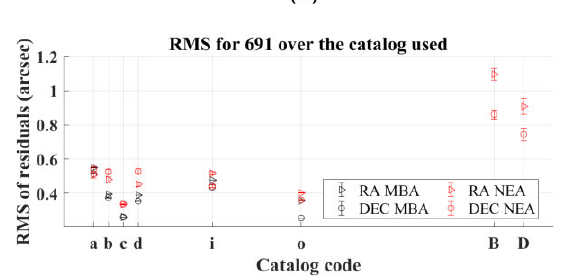 RMS for 691 over the catalog used
RMS of residuals (arcsec)
1.2
1
0.8
0.6
0.4
RA MBA
RA NEA
DEC MBA
DEC NEA
a b c d i o B D
Catalog code